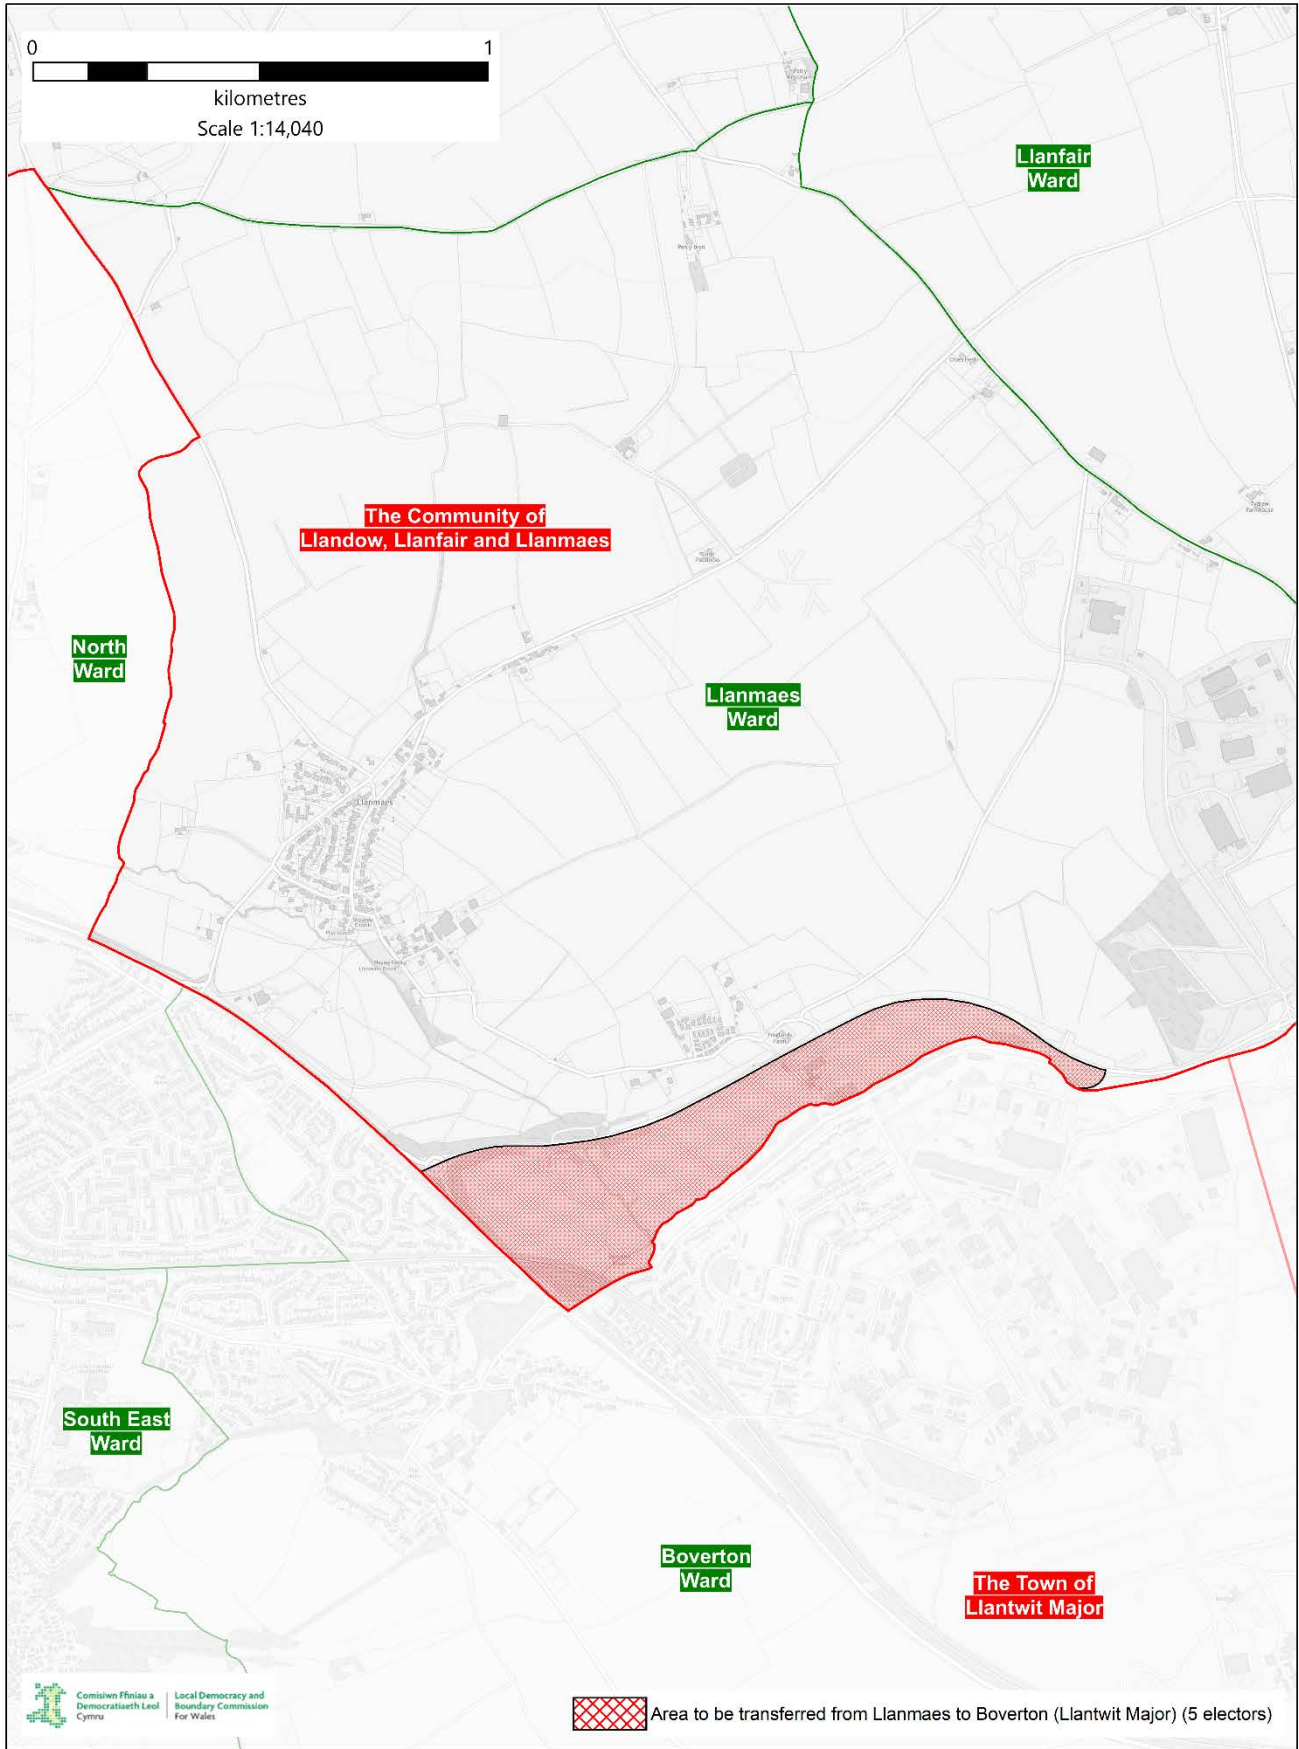 0 1
kilometres
Scale 1:14,040
Llanfair
Ward
The Community of
Llandow, Llanfair and Llanmaes
North
Ward
Llanmaes
Ward
Llanmaes
South East
Ward
Boverton
Ward
The Town of
Llantwit Major
Comisiwn Ffiniau a
Democratiaeth Leol
Cymru
Local Democracy and
Boundary Commission
For Wales
Area to be transferred from Llanmaes to Boverton (Llantwit Major) (5 electors)